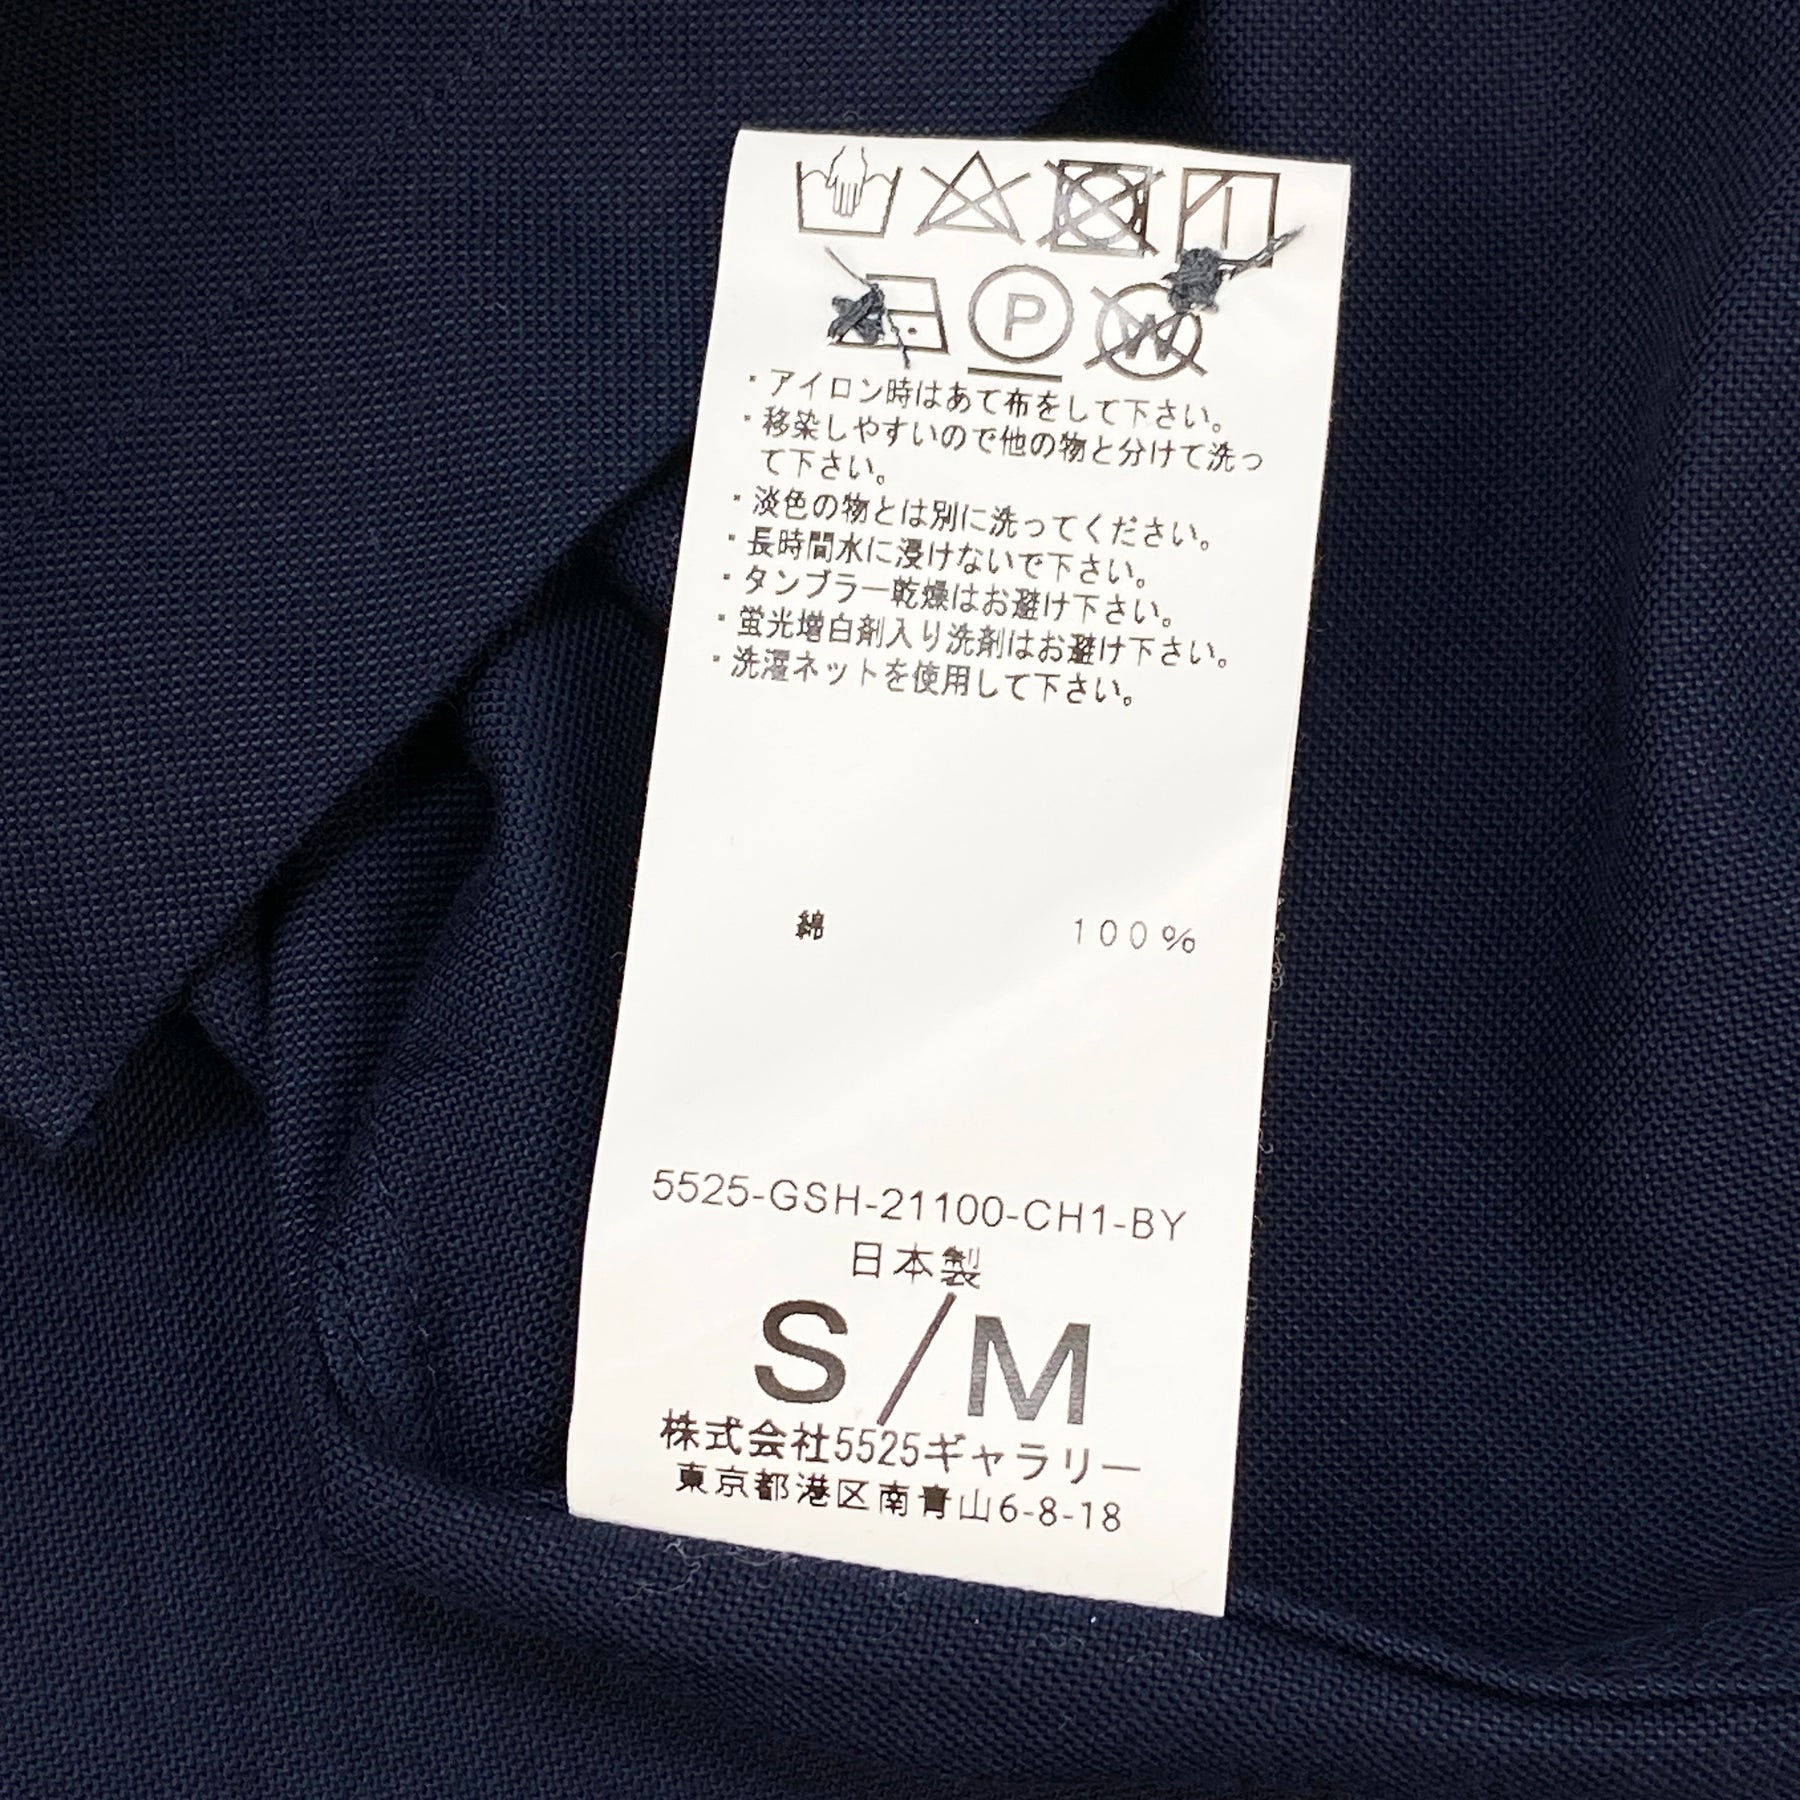 P
W
・アイロン時はあて布をして下さい。
・移染しやすいので他の物と分けて洗っ
て下さい。
・淡色の物とは別に洗ってください。
・長時間水に浸けないで下さい。
・タンブラー乾燥はお避け下さい。
・蛍光増白剤入り洗剤はお避け下さい。
・洗濯ネットを使用して下さい。
綿 100%
5525-GSH-21100-CH1-BY
日本製
S/M
株式会社5525ギャラリー
東京都港区南青山6-8-18